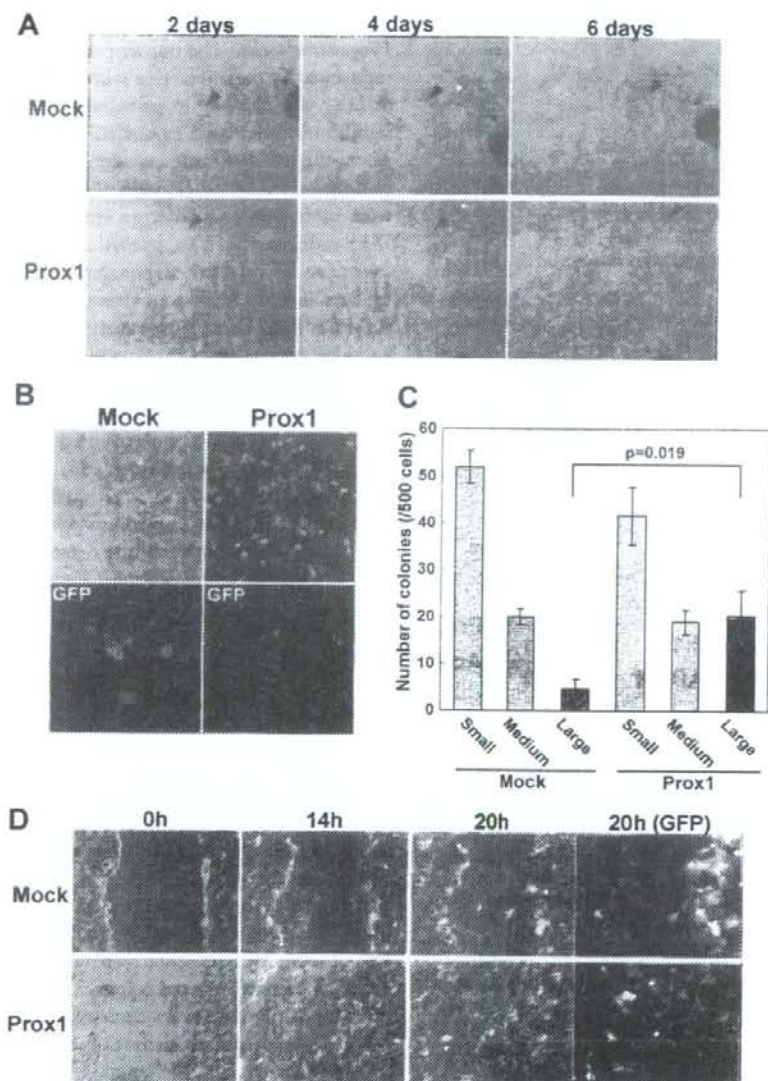 A
2 days 4 days 6 days
Mock
Prox1
B
Mock Prox1
GFP GFP
C
Number of colonies (/500 cells)
60
50
40
30
20
10
0
p=0.019
Small Medium Large Small Medium Large
Mock Prox1
D
0h 14h 20h 20h (GFP)
Mock
Prox1